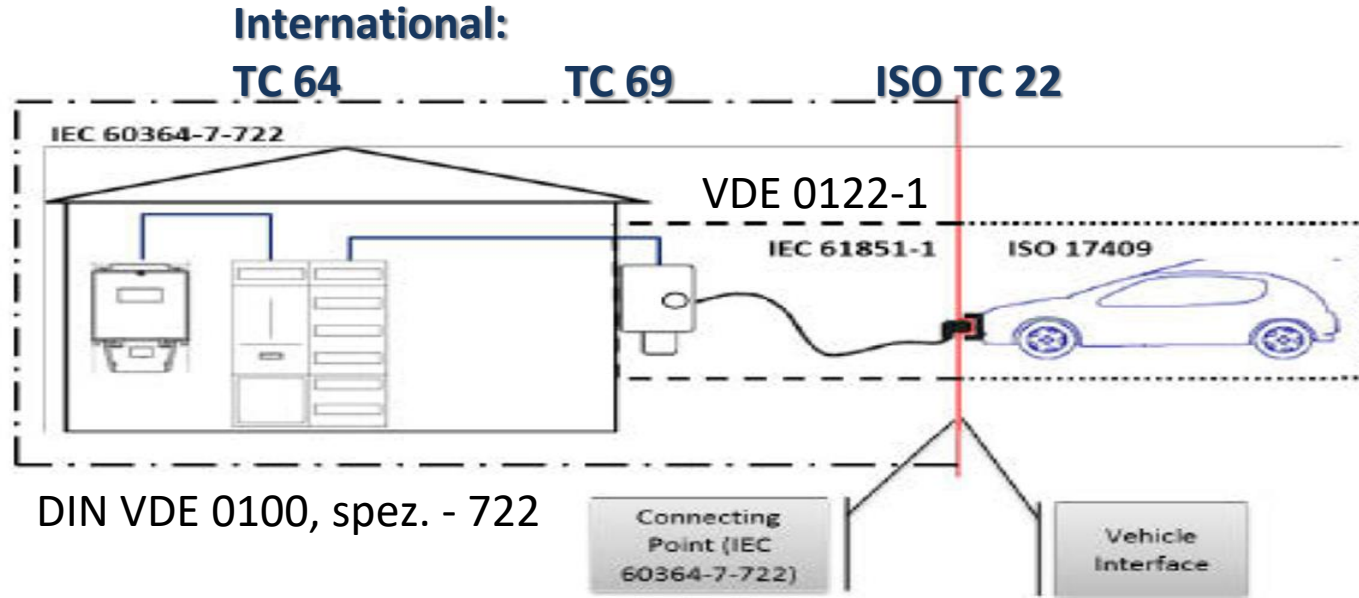 International:
TC 64 TC 69 ISO TC 22
IEC 60364-7-722
VDE 0122-1
IEC 61851-1 ISO 17409
DIN VDE 0100, spez. - 722
Connecting
Point (IEC
60364-7-722)
Vehicle
Interface